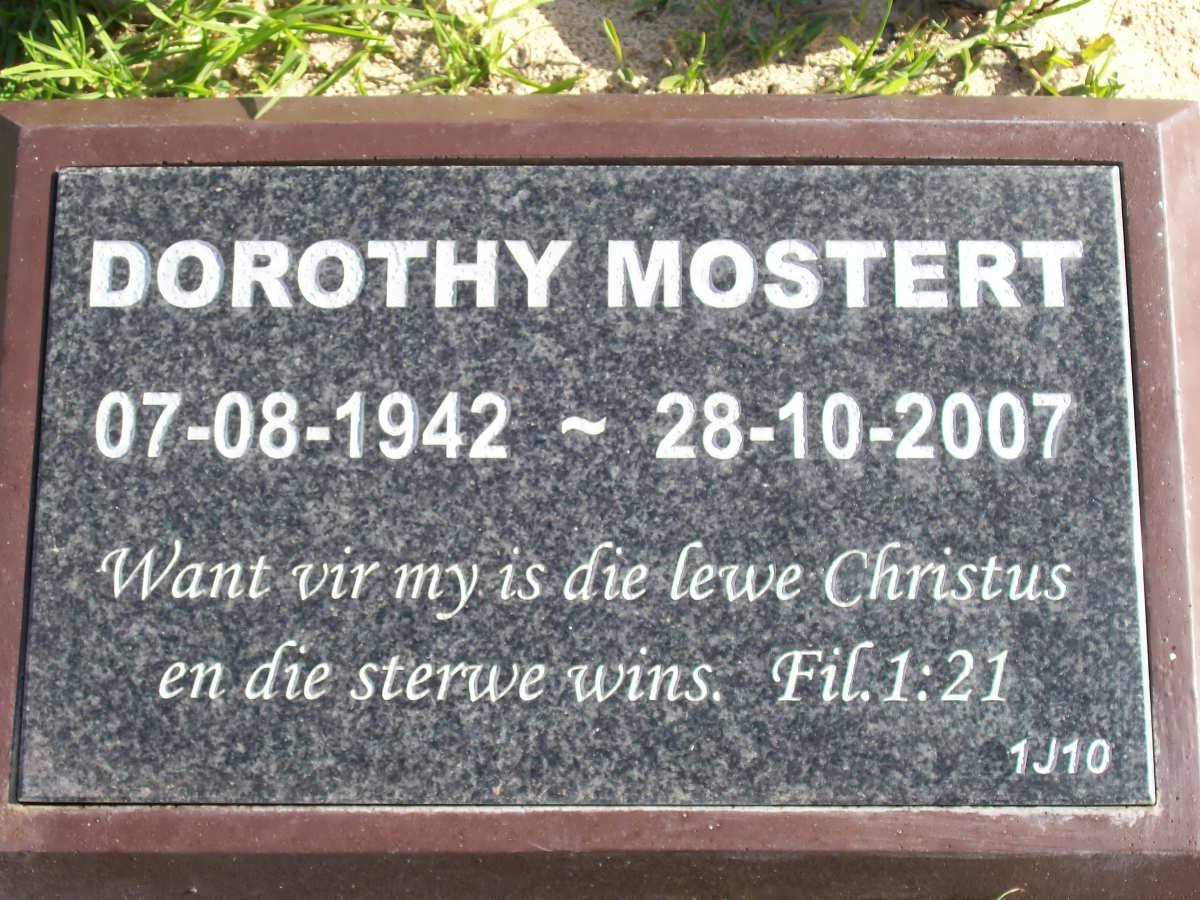 DOROTHY MOSTERT
07-08-1942 ~ 28-10-2007
Want vir my is die lewe Christus
en die sterwe wins. Fil.1:21
1J10